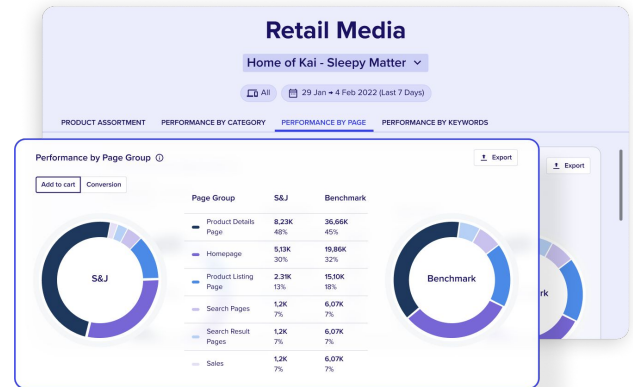 Retail Media
Home of Kai - Sleepy Matter
All
29 Jan → 4 Feb 2022 (Last 7 Days)
PRODUCT ASSORTMENT
PERFORMANCE BY CATEGORY
PERFORMANCE BY PAGE
PERFORMANCE BY KEYWORDS
Performance by Page Group
Export
Export
Add to cart
Conversion
Page Group S&J Benchmark
Product Details 8,23K 36,66K
Page 48% 45%
Homepage 5,13K 19,86K
30% 32%
Product Listing 2.31K 15,10K
Page 13% 18%
Search Pages 1,2K 6,07K
7% 7%
Search Result 1,2K 6,07K
Pages 7% 7%
Sales 1,2K 6,07K
7% 7%
S&J
Benchmark
rk